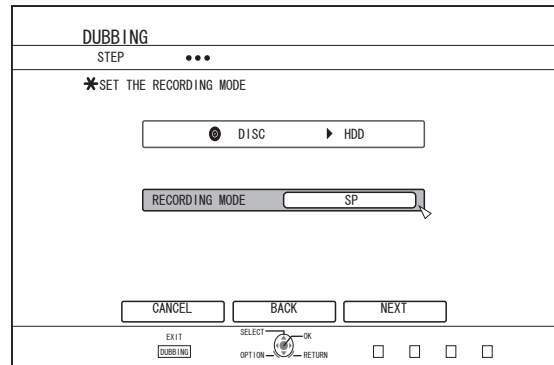 DUBBING
STEP
SET THE RECORDING MODE
DISC HDD
RECORDING MODE SP
CANCEL BACK NEXT
EXIT
DUBBING
SELECT OK
OPTION RETURN